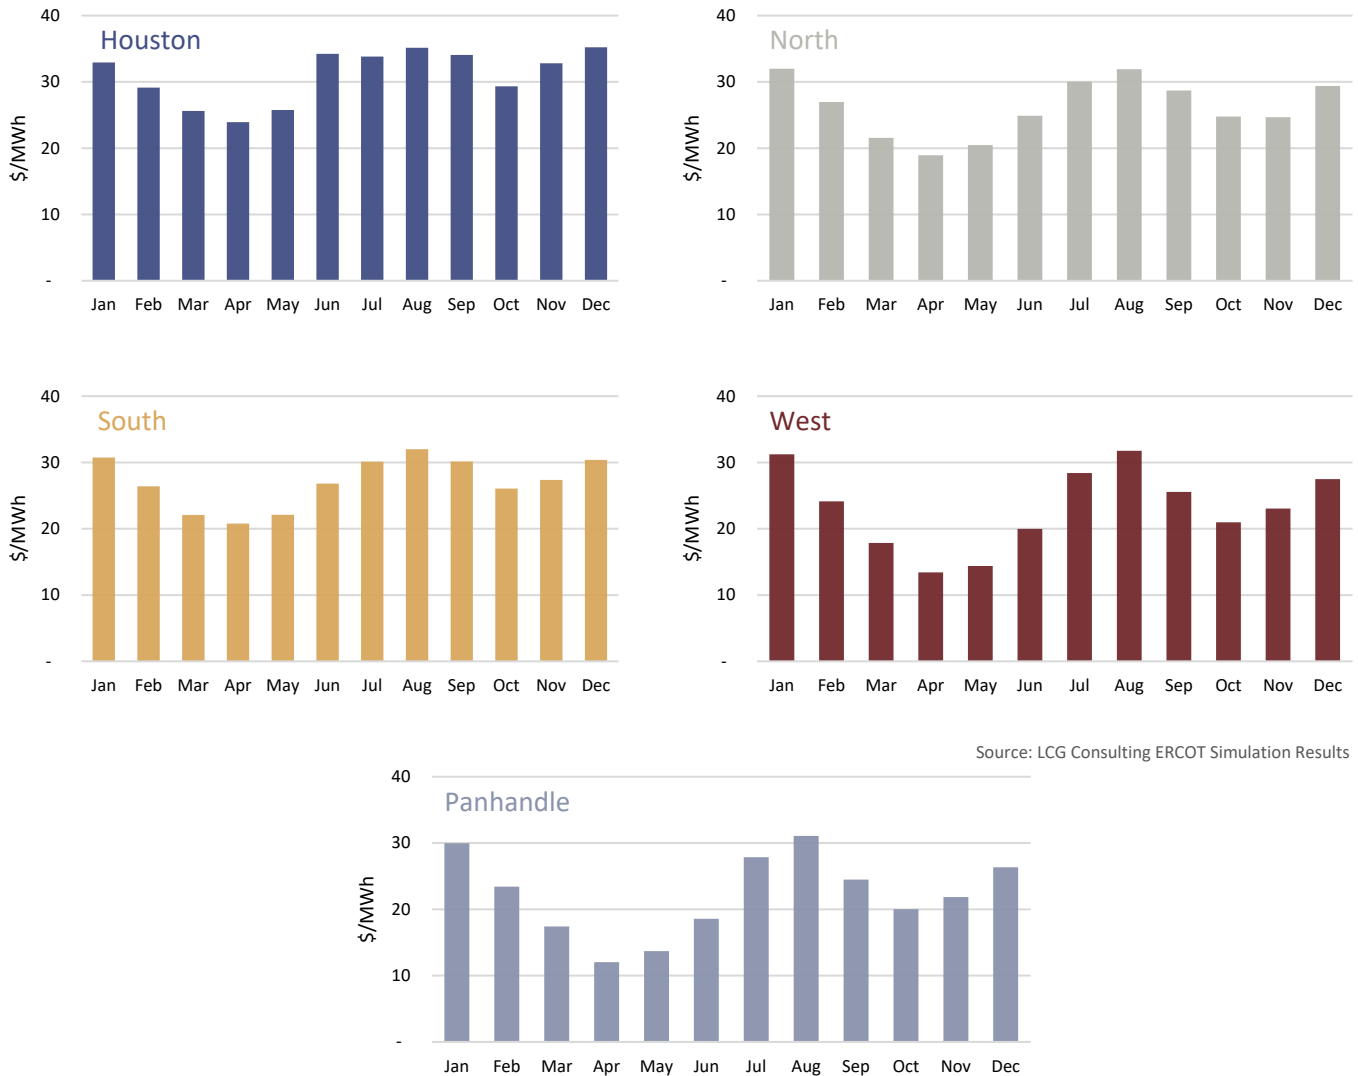 Houston
$/MWh
40
30
20
10
-
Jan Feb Mar Apr May Jun Jul Aug Sep Oct Nov Dec
North
$/MWh
40
30
20
10
-
Jan Feb Mar Apr May Jun Jul Aug Sep Oct Nov Dec
South
$/MWh
40
30
20
10
-
Jan Feb Mar Apr May Jun Jul Aug Sep Oct Nov Dec
West
$/MWh
40
30
20
10
-
Jan Feb Mar Apr May Jun Jul Aug Sep Oct Nov Dec
Source: LCG Consulting ERCOT Simulation Results
Panhandle
$/MWh
40
30
20
10
-
Jan Feb Mar Apr May Jun Jul Aug Sep Oct Nov Dec